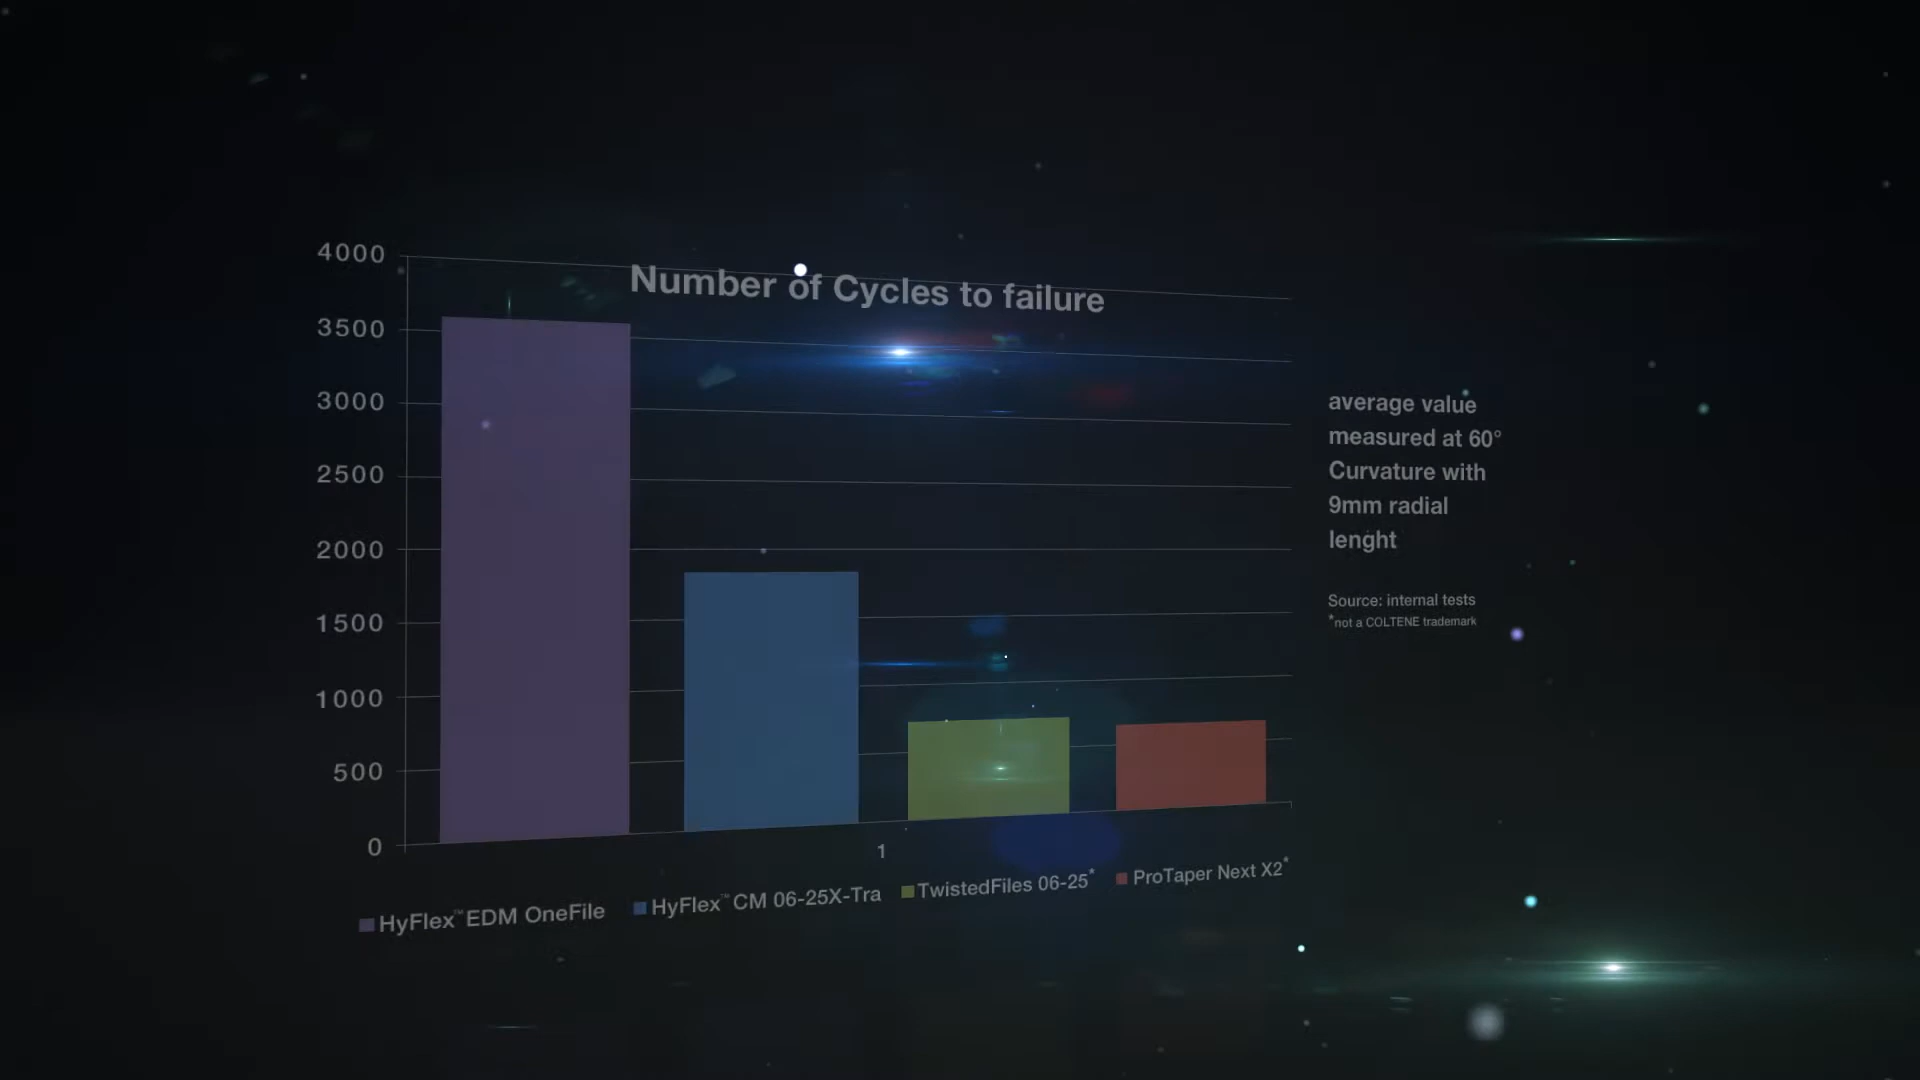 Number of Cycles to failure
4000
3500
3000
2500
2000
1500
1000
500
0
1
HyFlex™ EDM OneFile
HyFlex™ CM 06-25X-Tra
TwistedFiles 06-25*
ProTaper Next X2*
average value
measured at 60°
Curvature with
9mm radial
lenght
Source: internal tests
*not a COLTENE trademark